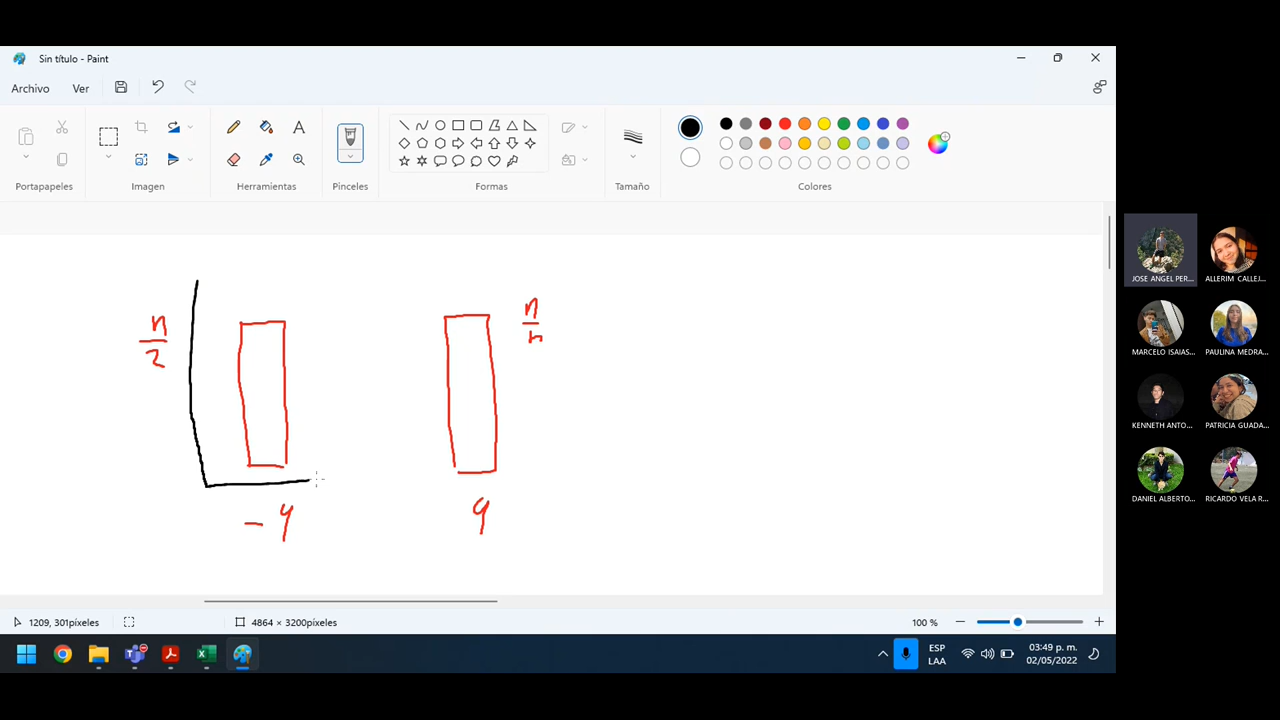 Sin título - Paint
Archivo
Ver
Portapapeles
Imagen
Herramientas
Pinceles
Formas
Tamaño
Colores
n
2
n
n
JOSE ANGEL PER...
ALLERIM CALLEJ...
MARCELO ISAIAS...
PAULINA MEDRA...
KENNETH ANTO...
PATRICIA GUADA...
DANIEL ALBERTO...
RICARDO VELA R...
1209, 301píxeles
4864 × 3200píxeles
100 %
ESP
LAA
03:49 p. m.
02/05/2022